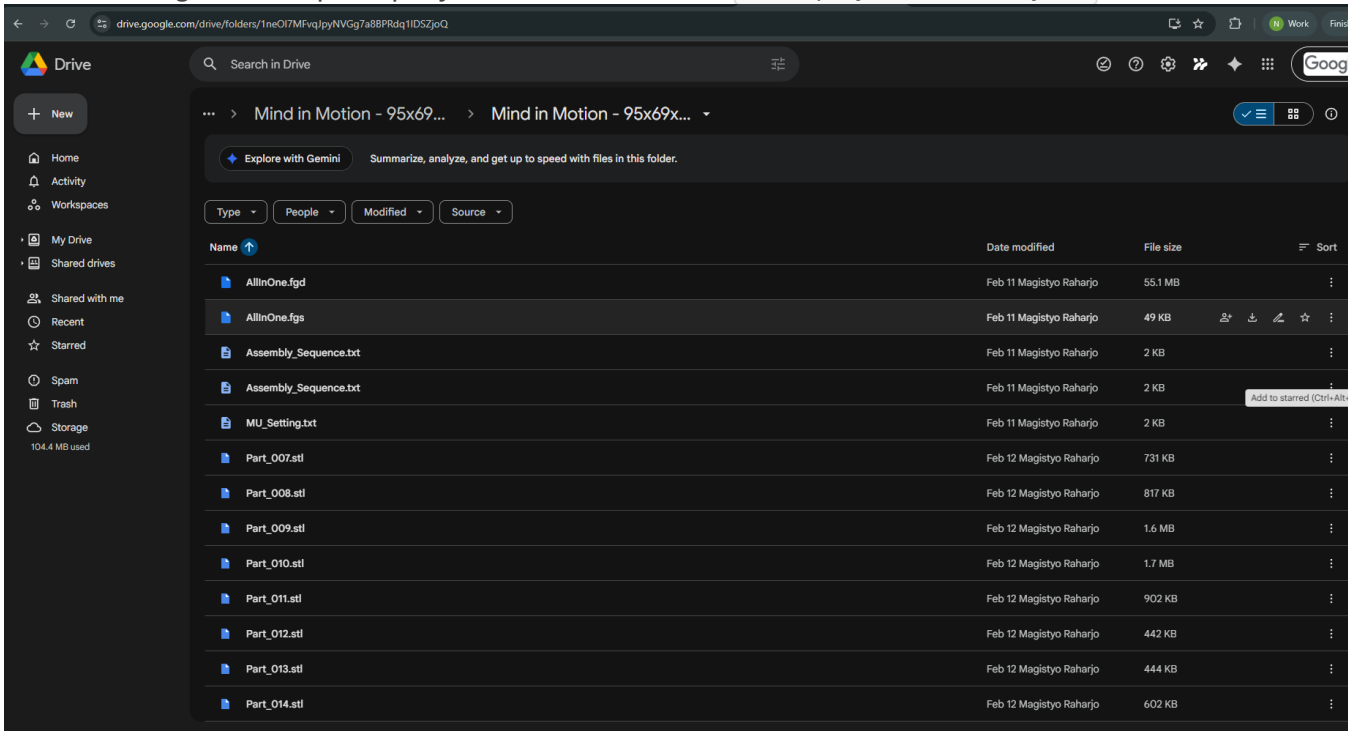 drive.google.com/drive/folders/1neOl7MFvqJpyNVGg7a8BPRdq1lDSZjoQ
Work
Drive
Search in Drive
Goog
New
Mind in Motion - 95x69... > Mind in Motion - 95x69x...
Explore with Gemini Summarize, analyze, and get up to speed with files in this folder.
Home
Activity
Workspaces
My Drive
Shared drives
Shared with me
Recent
Starred
Spam
Trash
Storage
104.4 MB used
Type People Modified Source
Name Date modified File size Sort
AllInOne.fgd Feb 11 Magistyo Raharjo 55.1 MB
AllInOne.fgs Feb 11 Magistyo Raharjo 49 KB
Assembly_Sequence.txt Feb 11 Magistyo Raharjo 2 KB
Assembly_Sequence.txt Feb 11 Magistyo Raharjo 2 KB
Add to starred (Ctrl+Alt+
MU_Setting.txt Feb 11 Magistyo Raharjo 2 KB
Part_007.stl Feb 12 Magistyo Raharjo 731 KB
Part_008.stl Feb 12 Magistyo Raharjo 817 KB
Part_009.stl Feb 12 Magistyo Raharjo 1.6 MB
Part_010.stl Feb 12 Magistyo Raharjo 1.7 MB
Part_011.stl Feb 12 Magistyo Raharjo 902 KB
Part_012.stl Feb 12 Magistyo Raharjo 442 KB
Part_013.stl Feb 12 Magistyo Raharjo 444 KB
Part_014.stl Feb 12 Magistyo Raharjo 602 KB